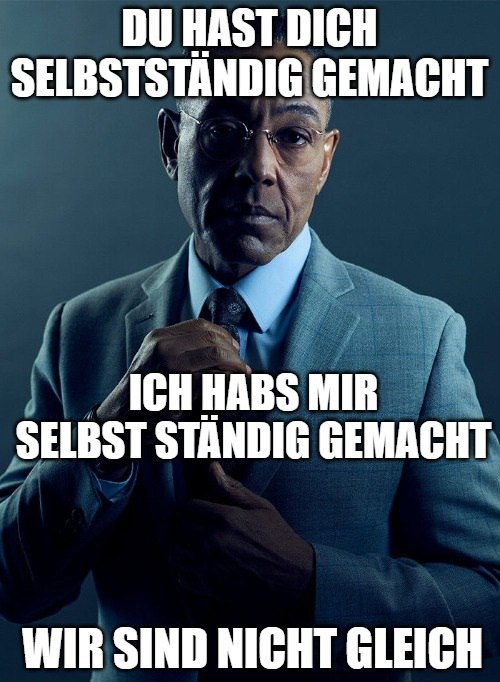 DU HAST DICH
SELBSTSTÄNDIG GEMACHT
ICH HABS MIR
SELBST STÄNDIG GEMACHT
WIR SIND NICHT GLEICH